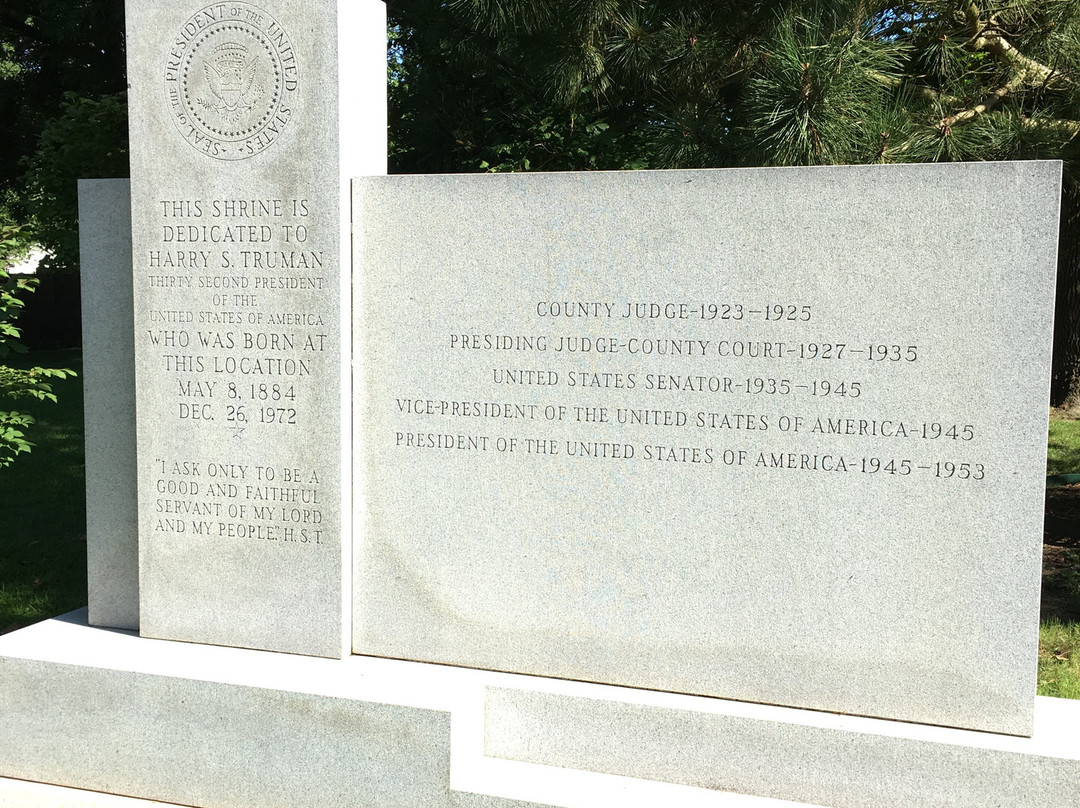 SEAL OF THE PRESIDENT OF THE UNITED STATES
THIS SHRINE IS
DEDICATED TO
HARRY S. TRUMAN
THIRTY SECOND PRESIDENT
OF THE
UNITED STATES OF AMERICA
WHO WAS BORN AT
THIS LOCATION
MAY 8, 1884
DEC. 26, 1972
"I ASK ONLY TO BE A
GOOD AND FAITHFUL
SERVANT OF MY LORD
AND MY PEOPLE." H.S.T.
COUNTY JUDGE-1923-1925
PRESIDING JUDGE-COUNTY COURT-1927-1935
UNITED STATES SENATOR-1935-1945
VICE-PRESIDENT OF THE UNITED STATES OF AMERICA-1945
PRESIDENT OF THE UNITED STATES OF AMERICA-1945-1953